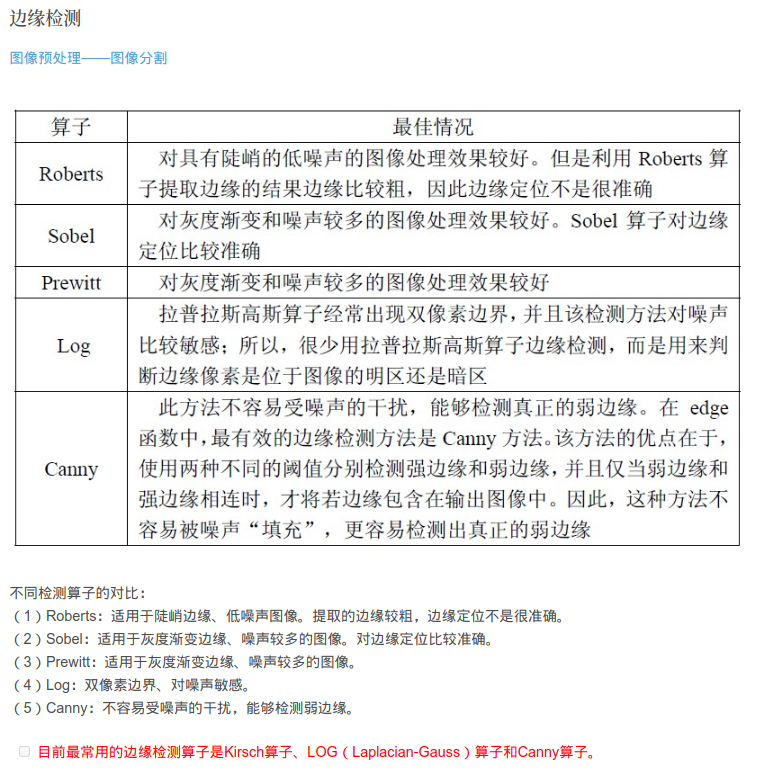 边缘检测
图像预处理——图像分割
算子
最佳情况
Roberts
对具有陡峭的低噪声的图像处理效果较好。但是利用 Roberts 算
子提取边缘的结果边缘比较粗，因此边缘定位不是很准确
Sobel
对灰度渐变和噪声较多的图像处理效果较好。Sobel 算子对边缘
定位比较准确
Prewitt
对灰度渐变和噪声较多的图像处理效果较好
Log
拉普拉斯高斯算子经常出现双像素边界，并且该检测方法对噪声
比较敏感；所以，很少用拉普拉斯高斯算子边缘检测，而是用来判
断边缘像素是位于图像的明区还是暗区
Canny
此方法不容易受噪声的干扰，能够检测真正的弱边缘。在 edge
函数中，最有效的边缘检测方法是 Canny 方法。该方法的优点在于，
使用两种不同的阈值分别检测强边缘和弱边缘，并且仅当弱边缘和
强边缘相连时，才将若边缘包含在输出图像中。因此，这种方法不
容易被噪声“填充”，更容易检测出真正的弱边缘
不同检测算子的对比：
（1）Roberts：适用于陡峭边缘、低噪声图像。提取的边缘较粗，边缘定位不是很准确。
（2）Sobel：适用于灰度渐变边缘、噪声较多的图像。对边缘定位比较准确。
（3）Prewitt：适用于灰度渐变边缘、噪声较多的图像。
（4）Log：双像素边界、对噪声敏感。
（5）Canny：不容易受噪声的干扰，能够检测弱边缘。
目前最常用的边缘检测算子是Kirsch算子、LOG（Laplacian-Gauss）算子和Canny算子。